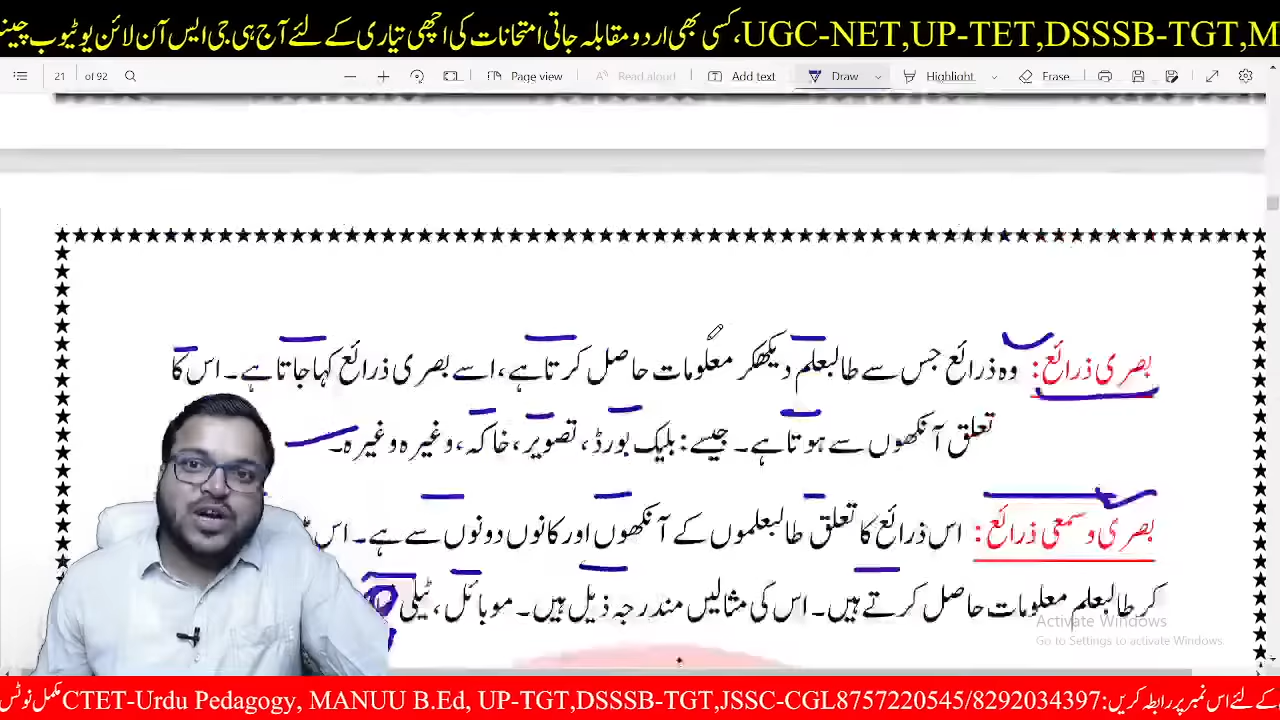 کسی بھی اردو مقابلہ جاتی امتحانات کی اچھی تیاری کے لئے آج ہی جی ایس آن لائن یوٹیوب ،UGC-NET,UP-TET,DSSSB-TGT
21 of 92 Page view Read aloud Add text Draw Highlight Erase
بصری ذرائع: وہ ذرائع جس سے طالبعلم دیکھکر معلومات حاصل کرتا ہے، اسے بصری ذرائع کہا جاتا ہے۔ اس کا
تعلق آنکھوں سے ہوتا ہے۔ جیسے: بلیک بورڈ، تصویر، خاکہ، وغیرہ وغیرہ۔
بصری و سمعی ذرائع: اس ذرائع کا تعلق طالبعلموں کے آنکھوں اور کانوں دونوں سے ہے۔ اس
کر طالبعلم معلومات حاصل کرتے ہیں۔ اس کی مثالیں مندرجہ ذیل ہیں۔ موبائل، ٹیلی
Activate Windows
Go to Settings to activate Windows.
کے لئے اس نمبر پر رابطہ کریں:8757220545/8292034397 CTET-Urdu Pedagogy, MANUU B.Ed, UP-TGT,DSSSB-TGT,JSSC-CGL مکمل نوٹس